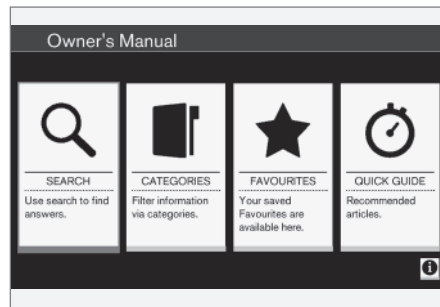 Owner's Manual
SEARCH
Use search to find
answers.
CATEGORIES
Filter information
via categories.
FAVOURITES
Your saved
Favourites are
available here.
QUICK GUIDE
Recommended
articles.